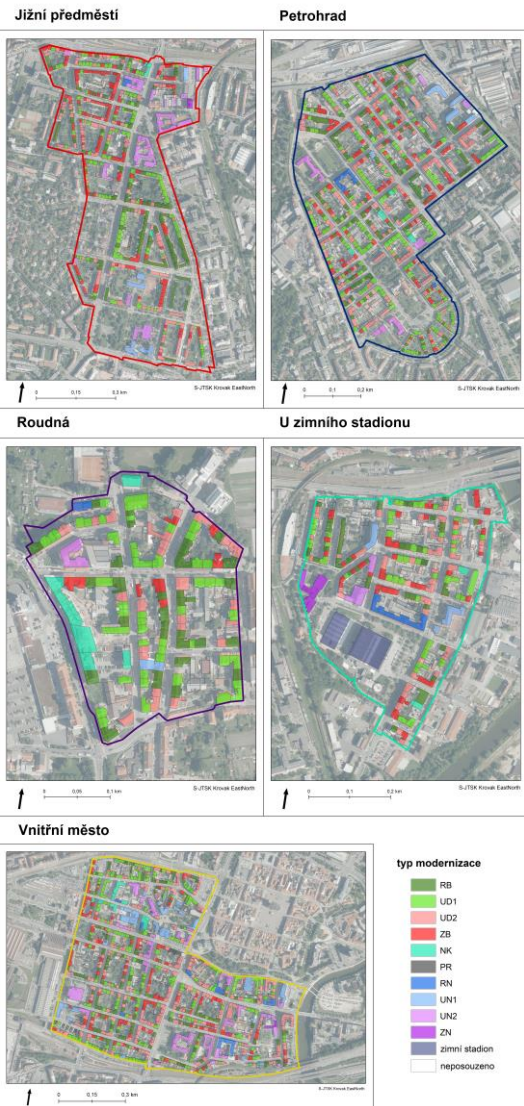 Jižní předměstí
Petrohrad
S-JTSK Krovak EastNorth
0 0,15 0,3 km
S-JTSK Krovak EastNorth
0 0,1 0,2 km
Roudná
U zimního stadionu
S-JTSK Krovak EastNorth
0 0,05 0,1 km
S-JTSK Krovak EastNorth
0 0,1 0,2 km
Vnitřní město
S-JTSK Krovak EastNorth
0 0,15 0,3 km
typ modernizace
RB
UD1
UD2
ZB
NK
PR
RN
UN1
UN2
ZN
zimní stadion
neposouzeno